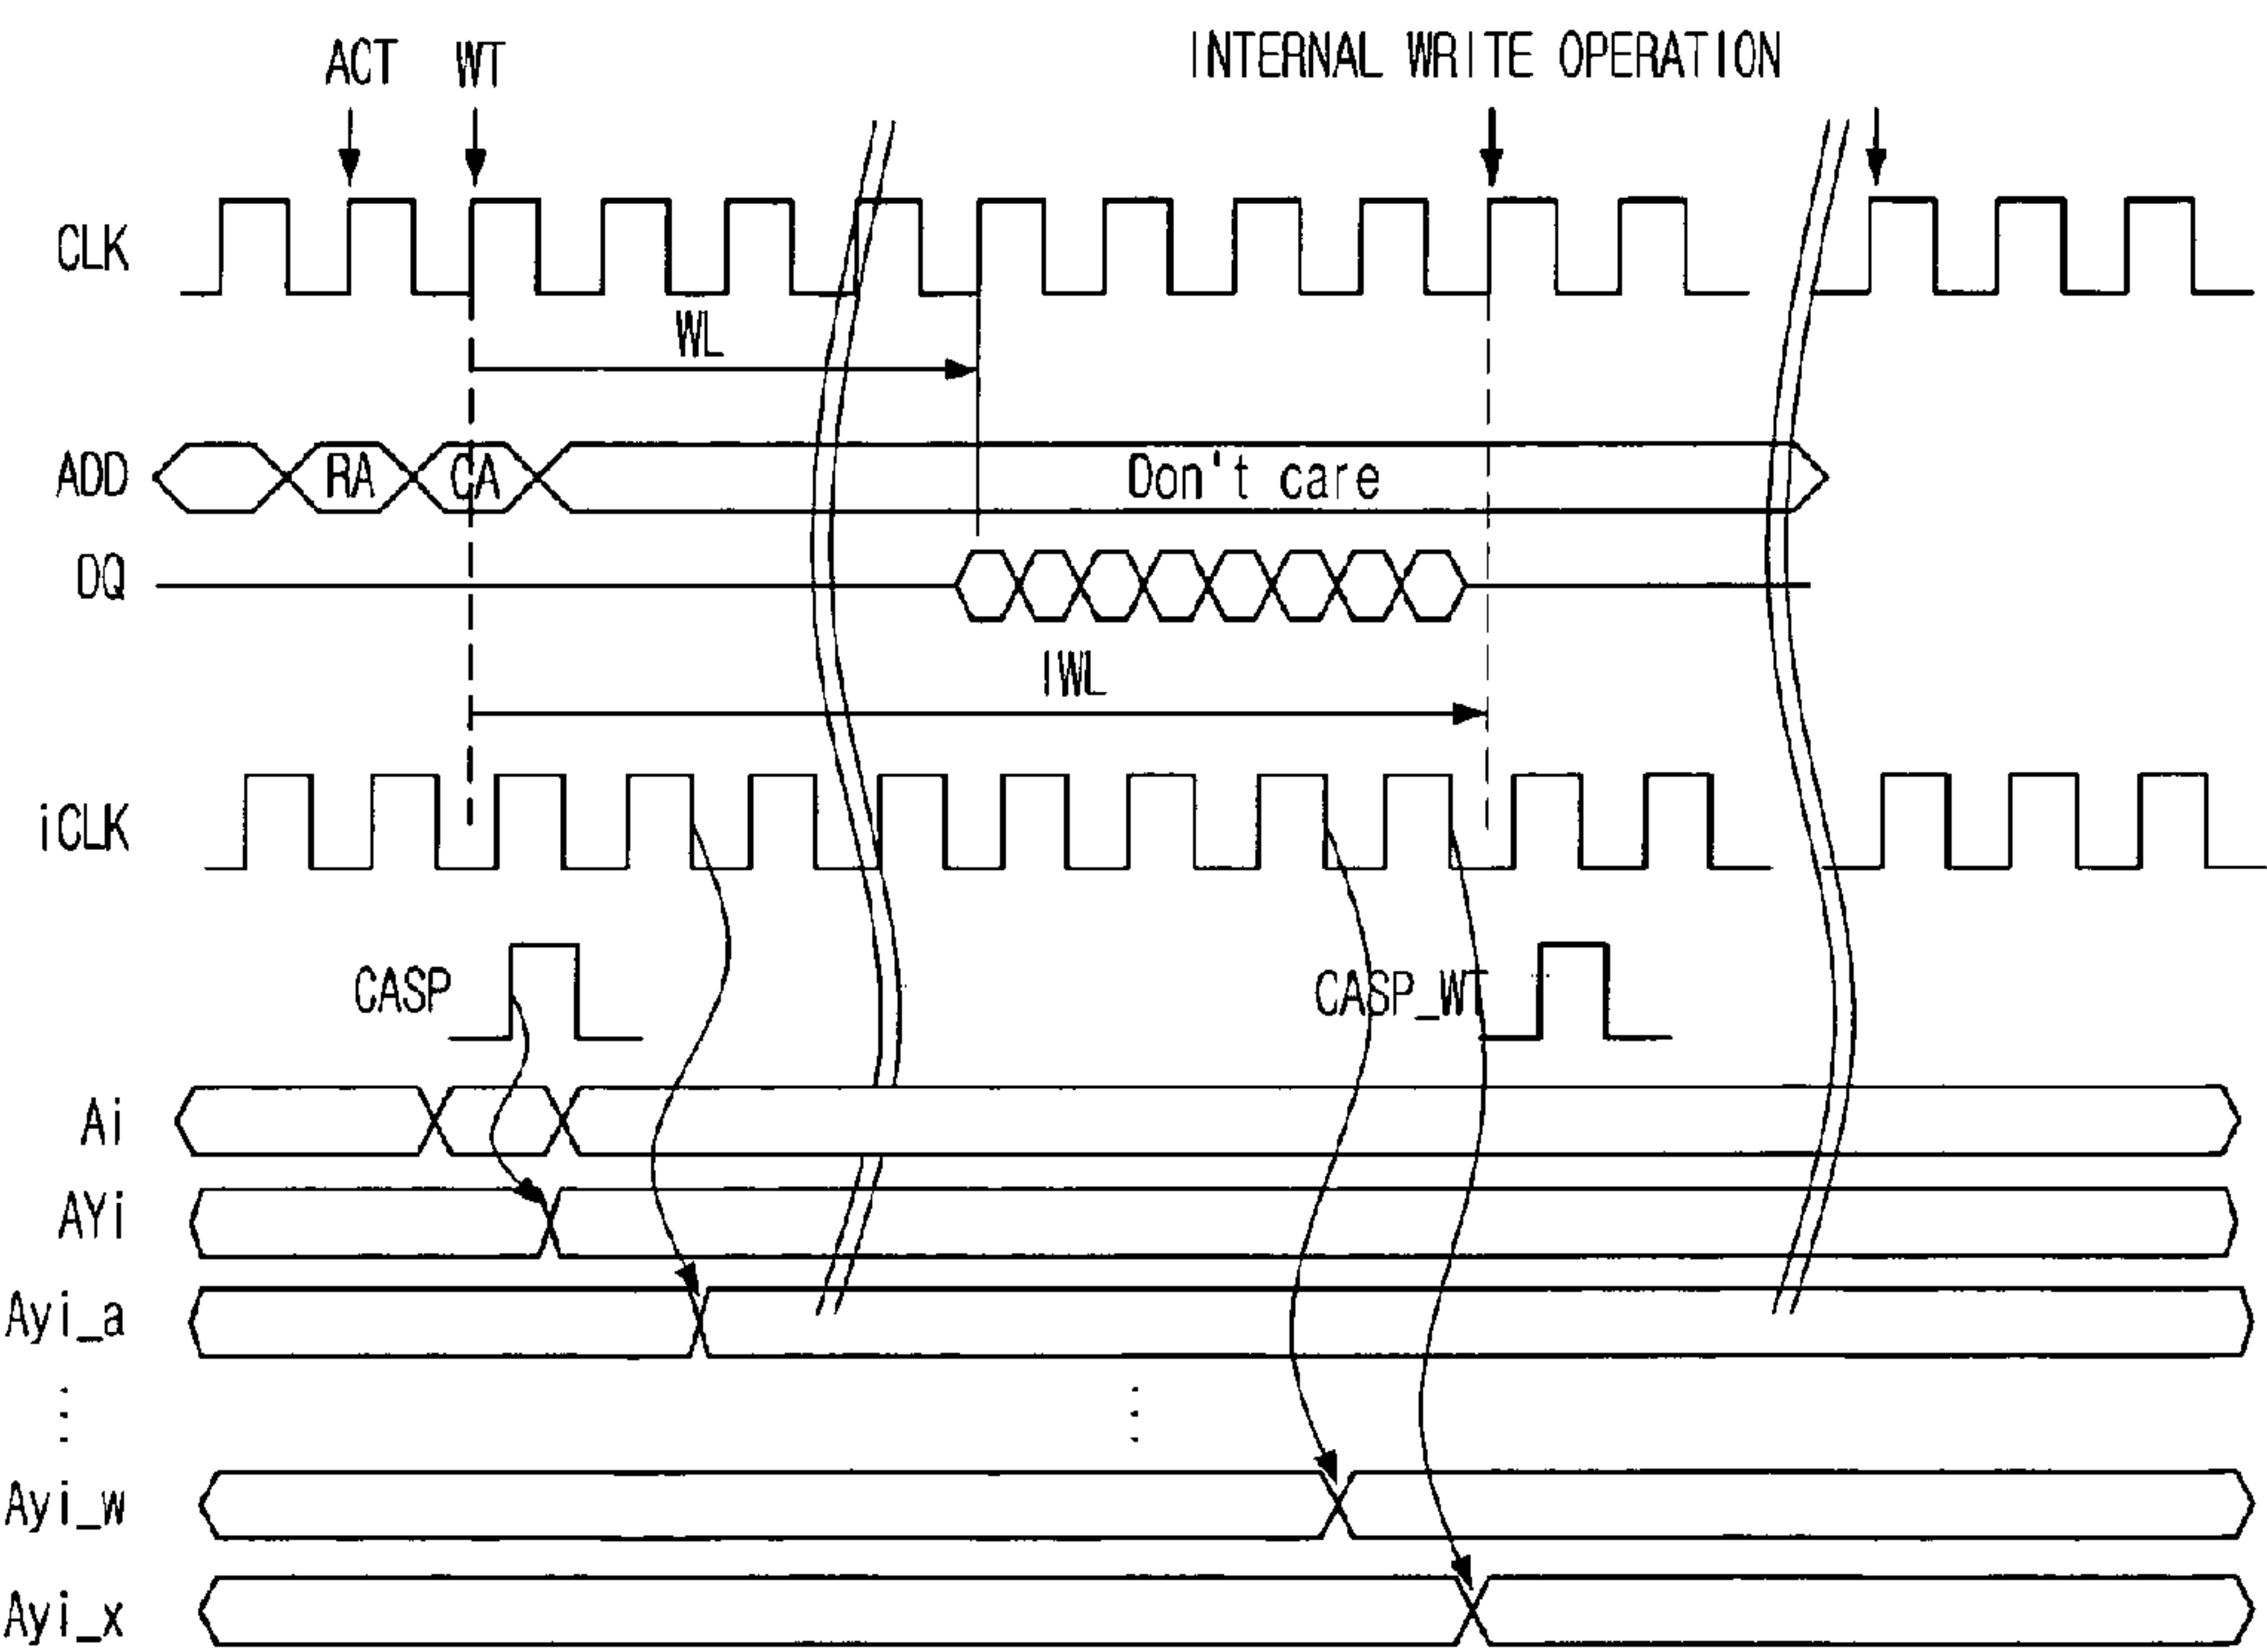 ACT WT INTERNAL WRITE OPERATION
CLK
WL
ADD RA CA Don't care
DQ
IWL
iCLK
CASP CASP_WT
Ai
AYi
Ayi_a
Ayi_w
Ayi_x